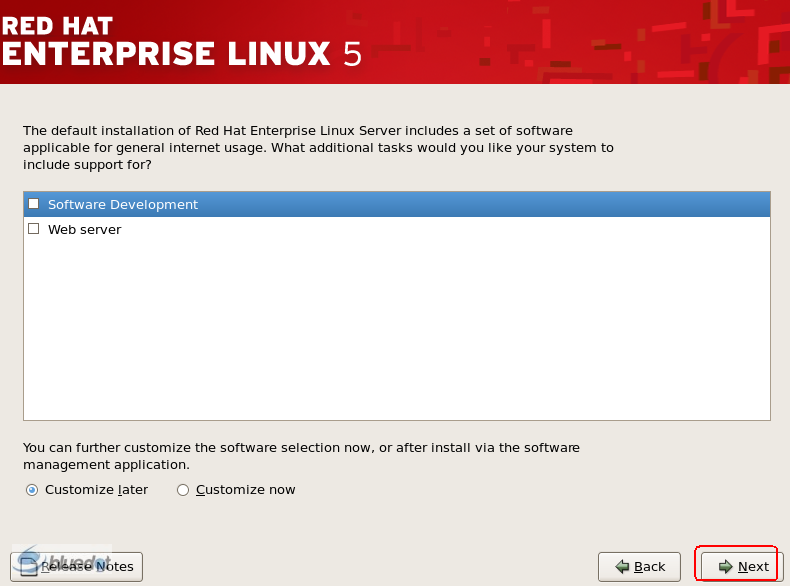 RED HAT
ENTERPRISE LINUX 5
The default installation of Red Hat Enterprise Linux Server includes a set of software
applicable for general internet usage. What additional tasks would you like your system to
include support for?
Software Development
Web server
You can further customize the software selection now, or after install via the software
management application.
Customize later
Customize now
bluedot
Release Notes
Back
Next